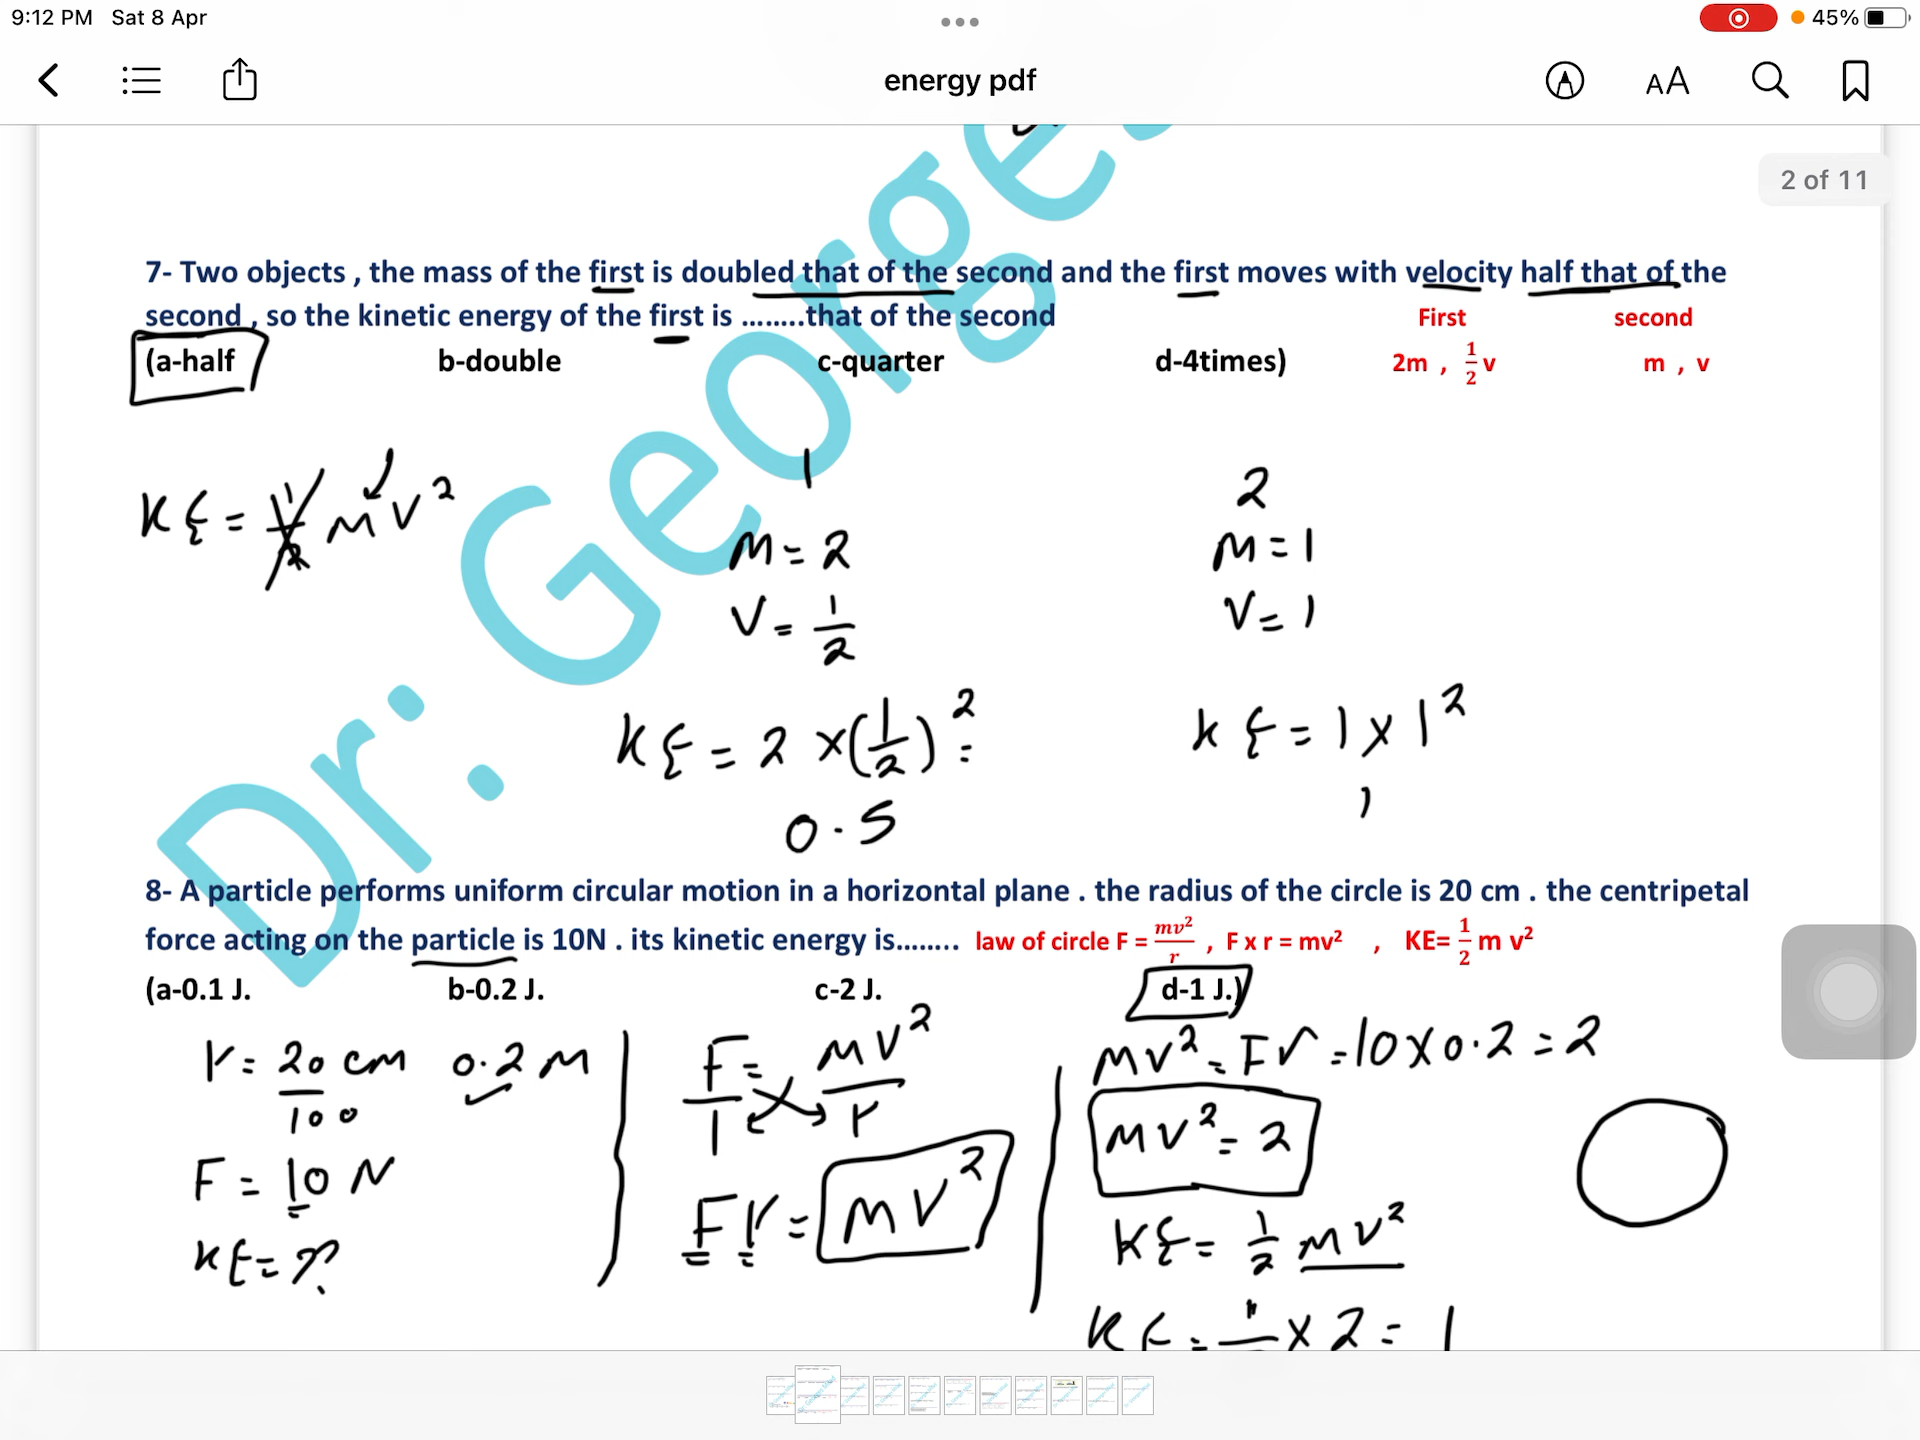 9:12 PM Sat 8 Apr
45%
energy pdf
AA
2 of 11
Dr: George
7- Two objects , the mass of the first is doubled that of the second and the first moves with velocity half that of the
second , so the kinetic energy of the first is ........that of the second
First second
(a-half b-double c-quarter d-4times) 2m , 1/2 v m , v
KE = 1/2 M V²
1
2
M = 2
M = 1
V = 1/2
V = 1
KE = 2 × (1/2)² =
KE = 1 × 1²
0.5
1
8- A particle performs uniform circular motion in a horizontal plane . the radius of the circle is 20 cm . the centripetal
force acting on the particle is 10N . its kinetic energy is........ law of circle F = mv²/r , F x r = mv² , KE= 1/2 m v²
(a-0.1 J. b-0.2 J. c-2 J. d-1 J.)
r = 20 cm 0.2 M
100
F = 10 N
KE = ??
F/1 = MV²/r
Fr = MV²
MV² = Fr = 10 × 0.2 = 2
MV² = 2
KE = 1/2 MV²